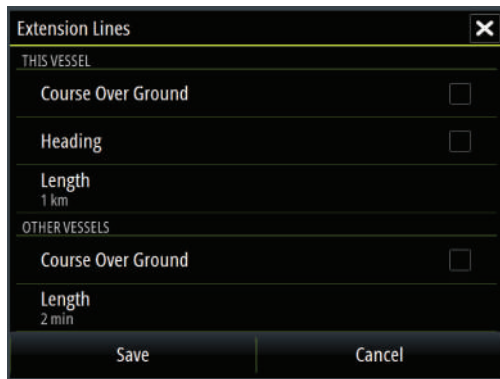 Extension Lines
THIS VESSEL
Course Over Ground
Heading
Length
1 km
OTHER VESSELS
Course Over Ground
Length
2 min
Save Cancel